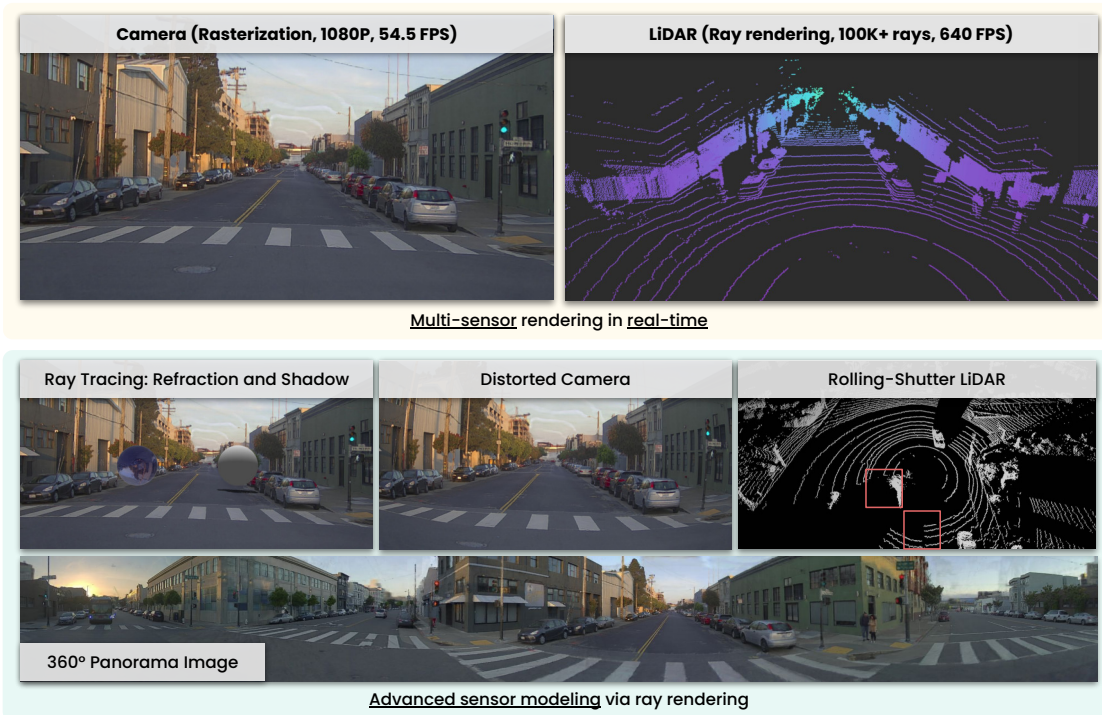 Camera (Rasterization, 1080P, 54.5 FPS)
LiDAR (Ray rendering, 100K+ rays, 640 FPS)
Multi-sensor rendering in real-time
Ray Tracing: Refraction and Shadow
Distorted Camera
Rolling-Shutter LiDAR
360° Panorama Image
Advanced sensor modeling via ray rendering